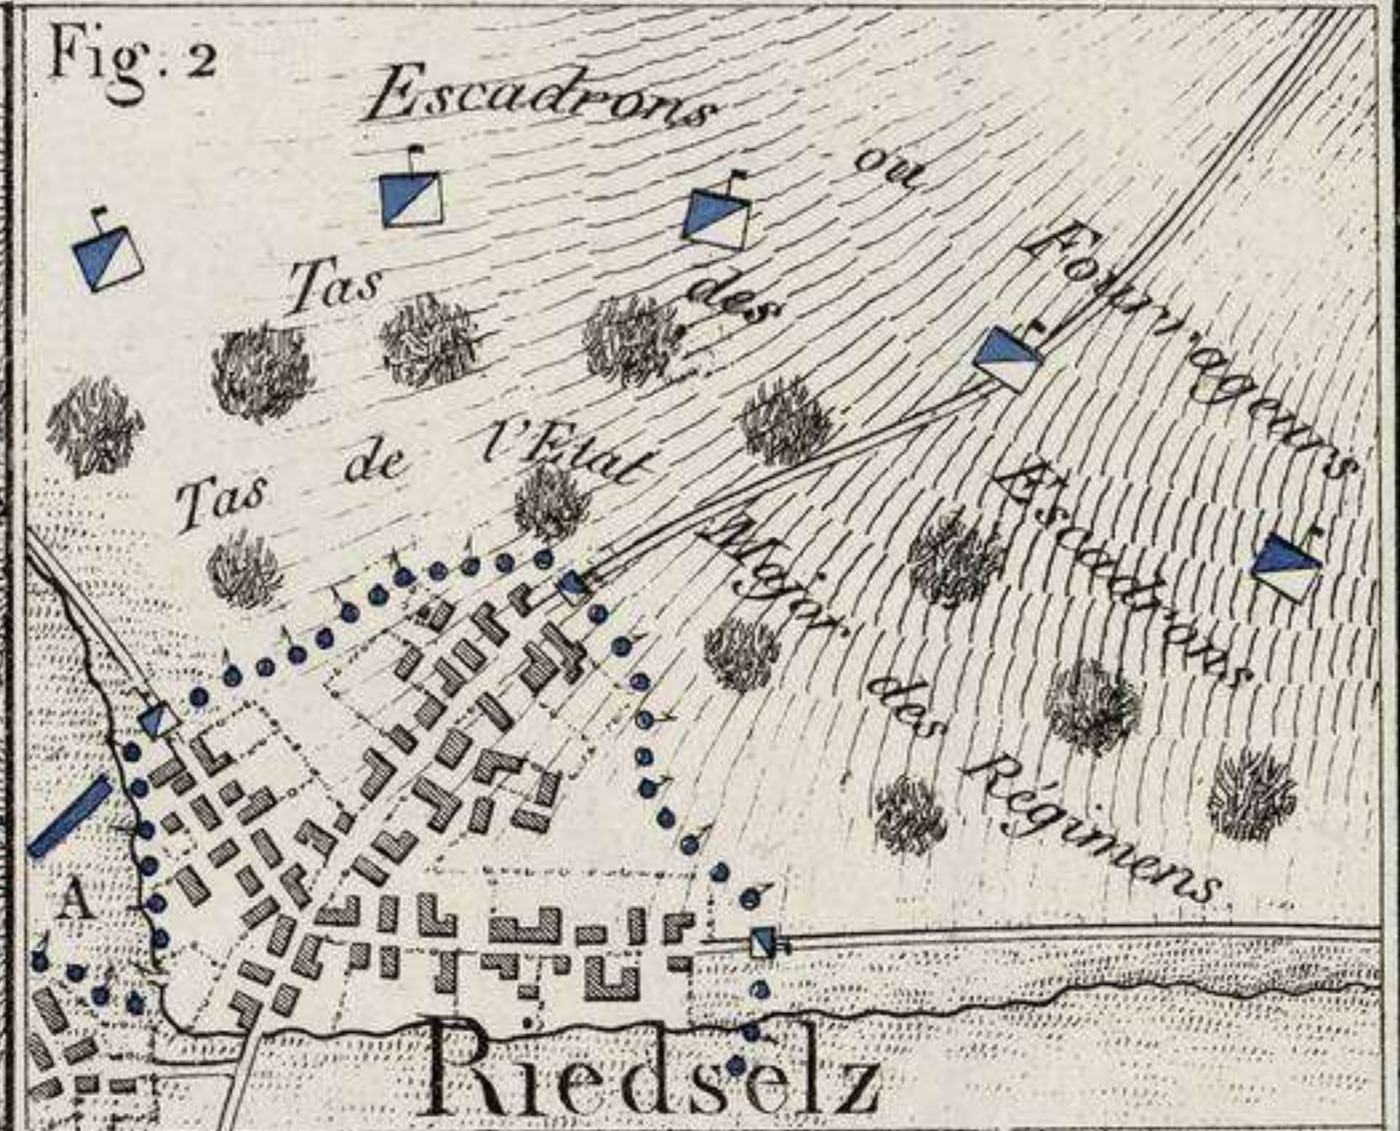 Fig. 2
Escadrons ou Fourrageurs
Tas des Escadrons
Tas de l'Etat Major des Régimens
A
Riedselz